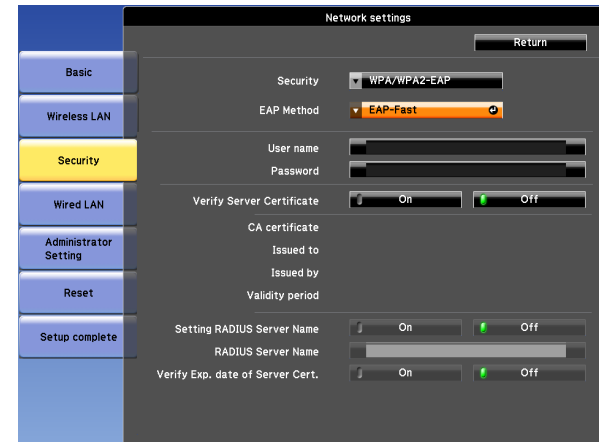 Network settings
Return
Basic
Wireless LAN
Security
Wired LAN
Administrator
Setting
Reset
Setup complete
Security WPA/WPA2-EAP
EAP Method EAP-Fast
User name
Password
Verify Server Certificate On Off
CA certificate
Issued to
Issued by
Validity period
Setting RADIUS Server Name On Off
RADIUS Server Name
Verify Exp. date of Server Cert. On Off